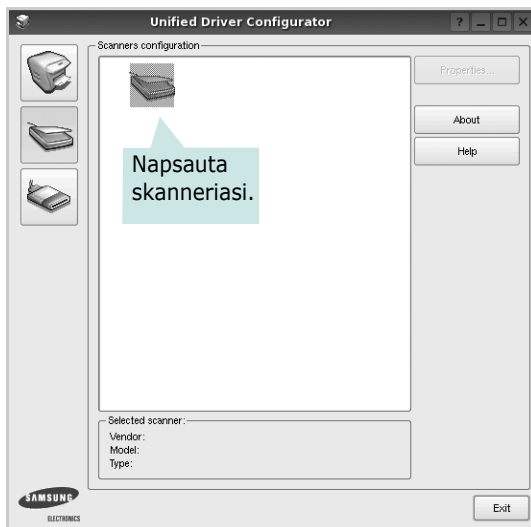 Unified Driver Configurator
Scanners configuration
Properties...
About
Help
Napsauta
skanneriasi.
Selected scanner:
Vendor:
Model:
Type:
SAMSUNG
ELECTRONICS
Exit